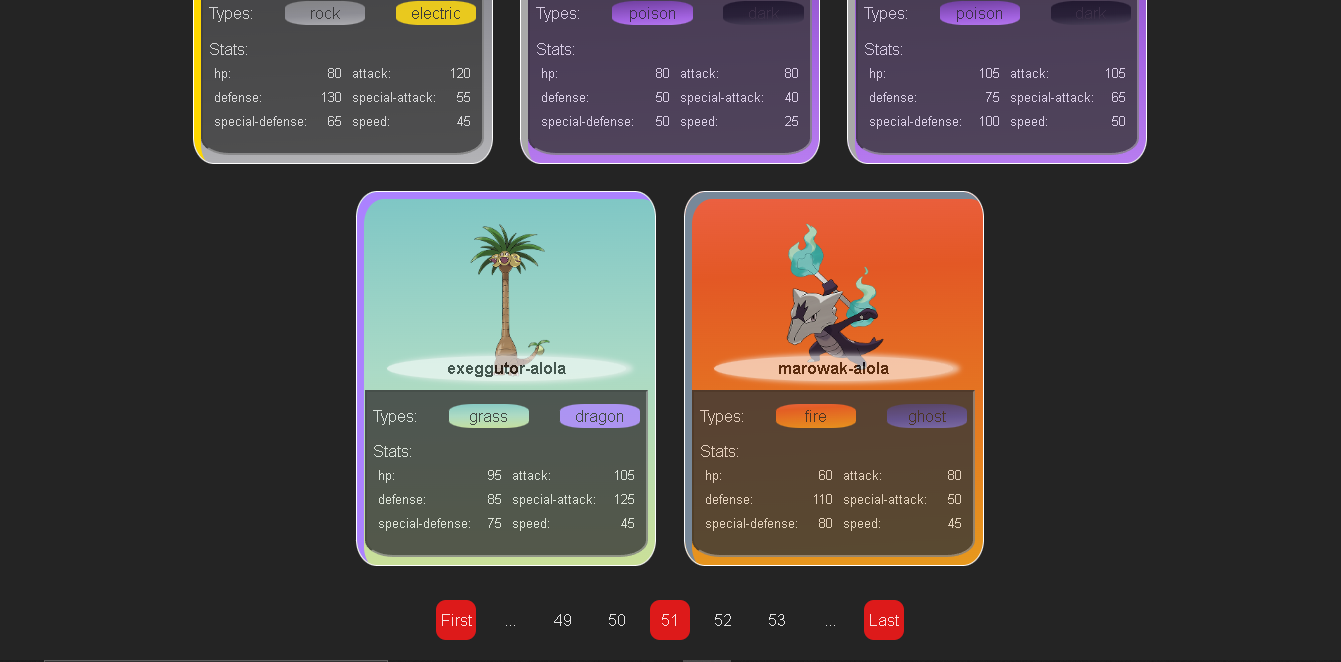 Types: rock electric
Stats:
hp: 80 attack: 120
defense: 130 special-attack: 55
special-defense: 65 speed: 45
Types: poison dark
Stats:
hp: 80 attack: 80
defense: 50 special-attack: 40
special-defense: 50 speed: 25
Types: poison dark
Stats:
hp: 105 attack: 105
defense: 75 special-attack: 65
special-defense: 100 speed: 50
exeggutor-alola
Types: grass dragon
Stats:
hp: 95 attack: 105
defense: 85 special-attack: 125
special-defense: 75 speed: 45
marowak-alola
Types: fire ghost
Stats:
hp: 60 attack: 80
defense: 110 special-attack: 50
special-defense: 80 speed: 45
First ... 49 50 51 52 53 ... Last